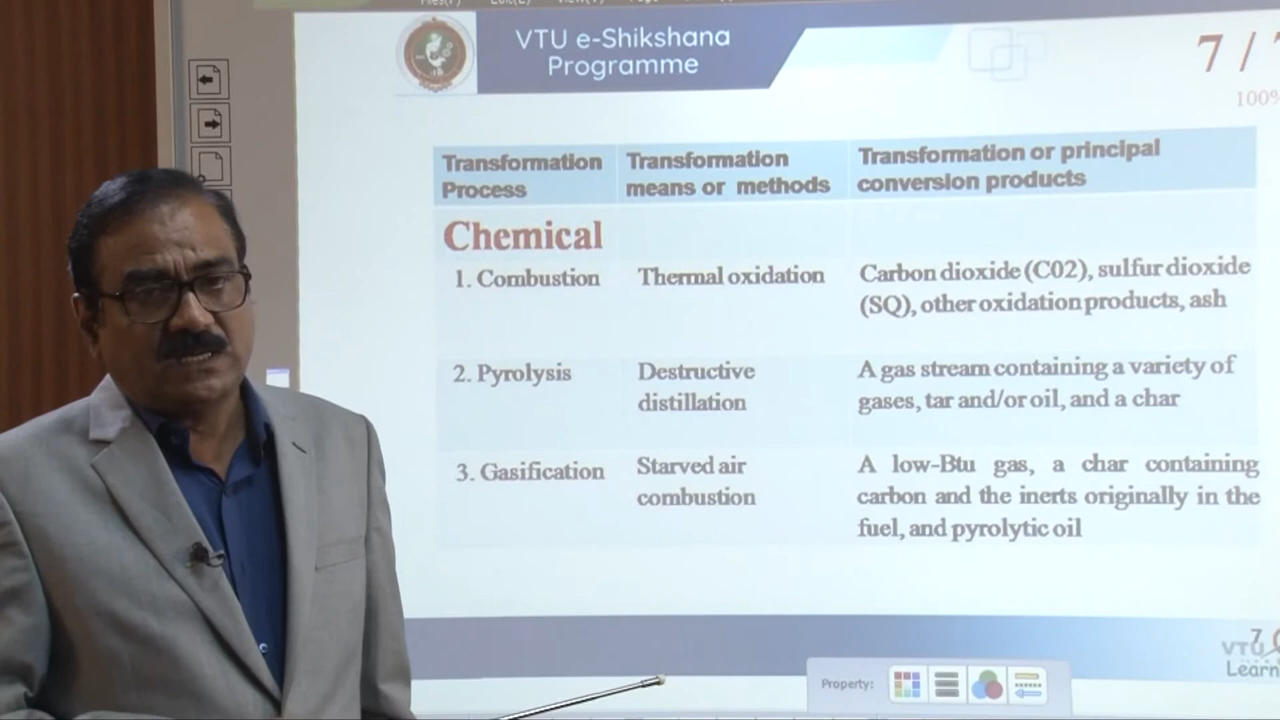 VTU e-Shikshana
Programme
7 /
100%
Transformation
Process
Transformation
means or methods
Transformation or principal
conversion products
Chemical
1. Combustion
Thermal oxidation
Carbon dioxide (C02), sulfur dioxide
(SQ), other oxidation products, ash
2. Pyrolysis
Destructive
distillation
A gas stream containing a variety of
gases, tar and/or oil, and a char
3. Gasification
Starved air
combustion
A low-Btu gas, a char containing
carbon and the inerts originally in the
fuel, and pyrolytic oil
7
VTU
Learn
Property: